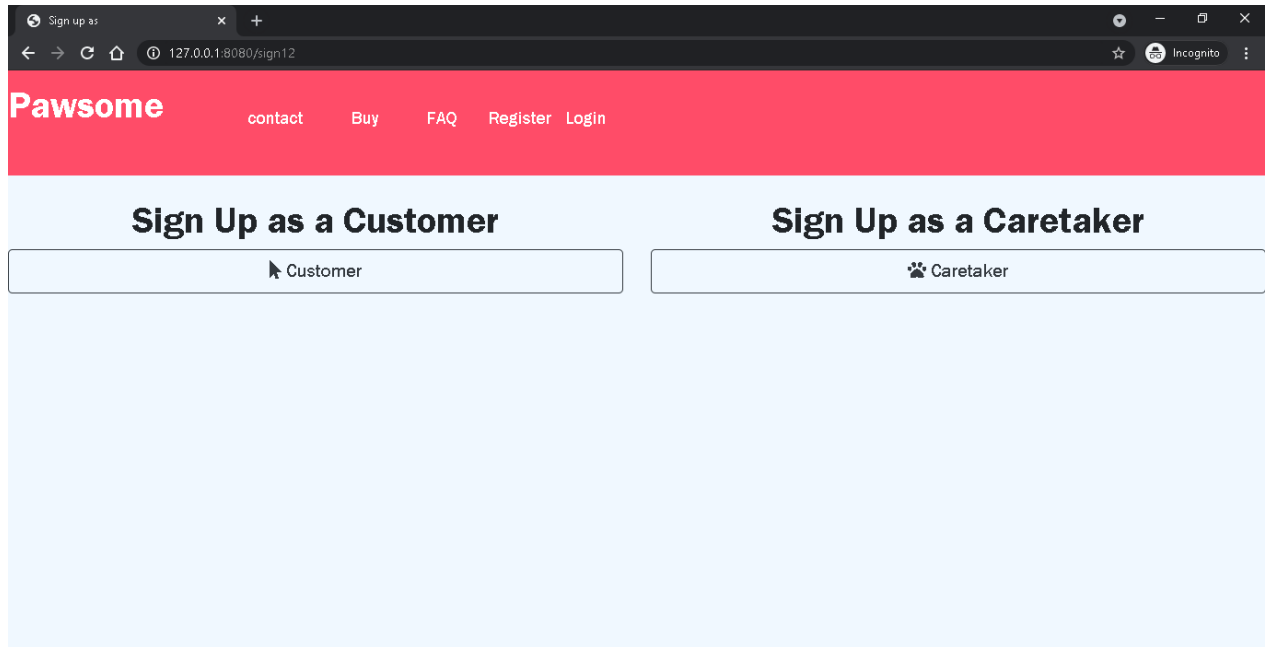 Sign up as
127.0.0.1:8080/sign12
Incognito
Pawsome
contact Buy FAQ Register Login
Sign Up as a Customer
Customer
Sign Up as a Caretaker
Caretaker